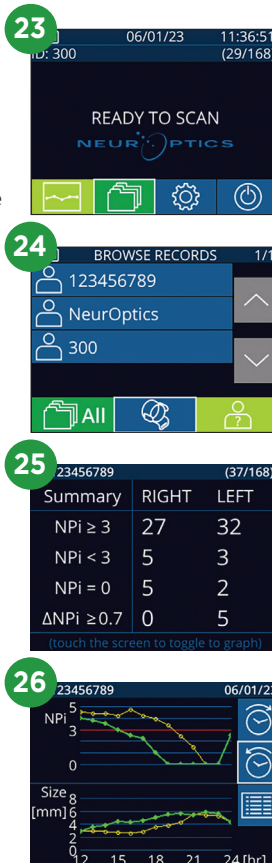 23
06/01/23 11:36:51
ID: 300 (29/168)
READY TO SCAN
NEUROPTICS
24
BROWSE RECORDS 1/1
123456789
NeurOptics
300
All
?
25
123456789 (37/168)
Summary RIGHT LEFT
NPi ≥ 3 27 32
NPi < 3 5 3
NPi = 0 5 2
ΔNPi ≥0.7 0 5
(touch the screen to toggle to graph)
26
23456789 06/01/23
NPi
5
3
0
Size
[mm]
8
6
4
2
0
12 15 18 21 24 [hr]